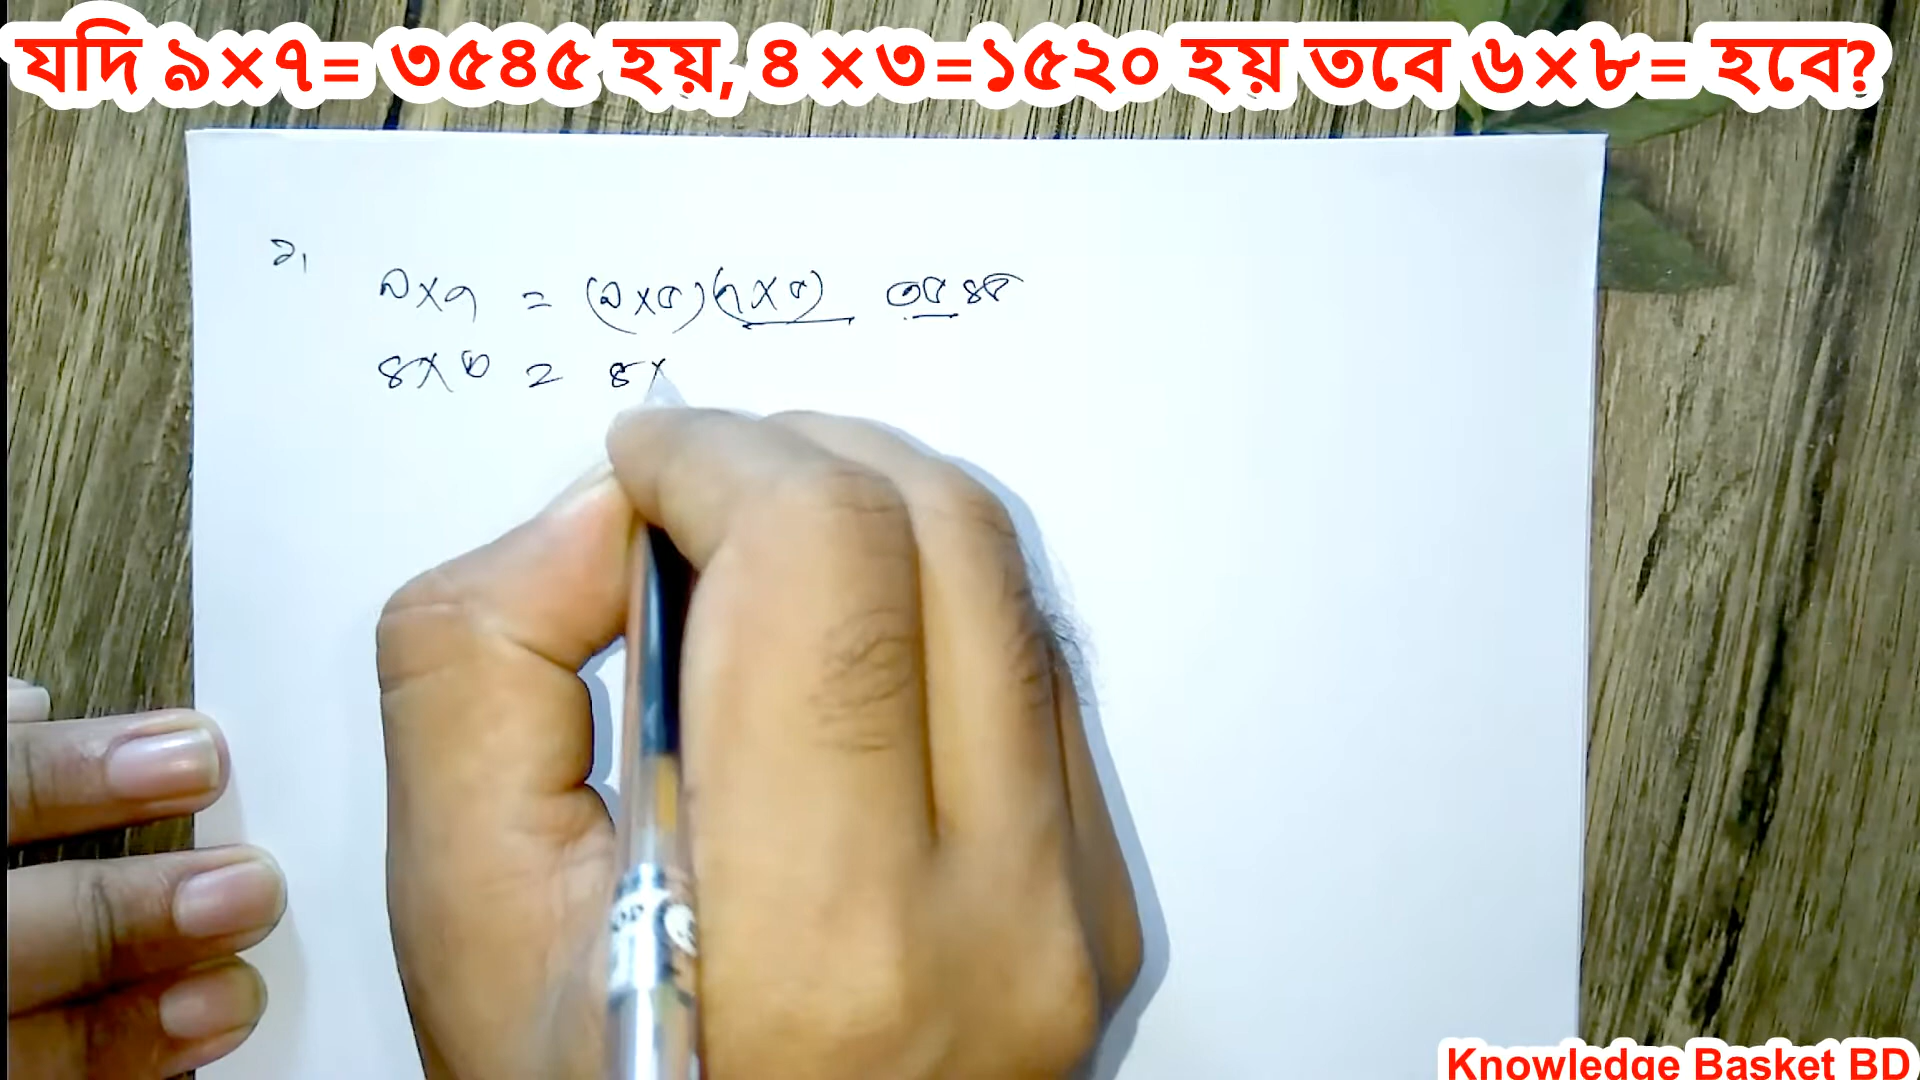 যদি ৯×৭= ৩৫৪৫ হয়, ৪ ×৩=১৫২০ হয় তবে ৬×৮= হবে?
১।
৯×৭ = (৯×৫)(৭×৫) ৩৫ ৪৫
৪×৩ = ৪×
Knowledge Basket BD